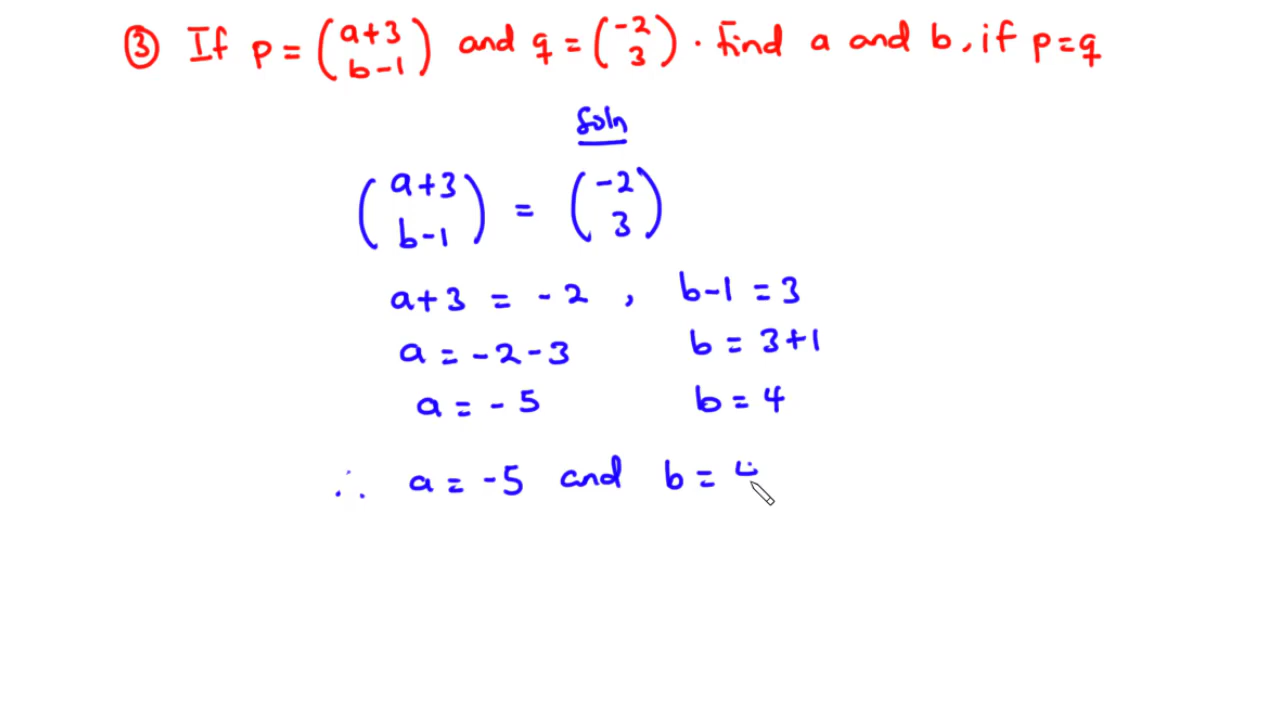 ③ If p = (a+3 b-1) and q = (-2 3). Find a and b, if p=q
Soln
(a+3 b-1) = (-2 3)
a+3 = -2 , b-1 = 3
a = -2-3 b = 3+1
a = -5 b = 4
∴ a = -5 and b =